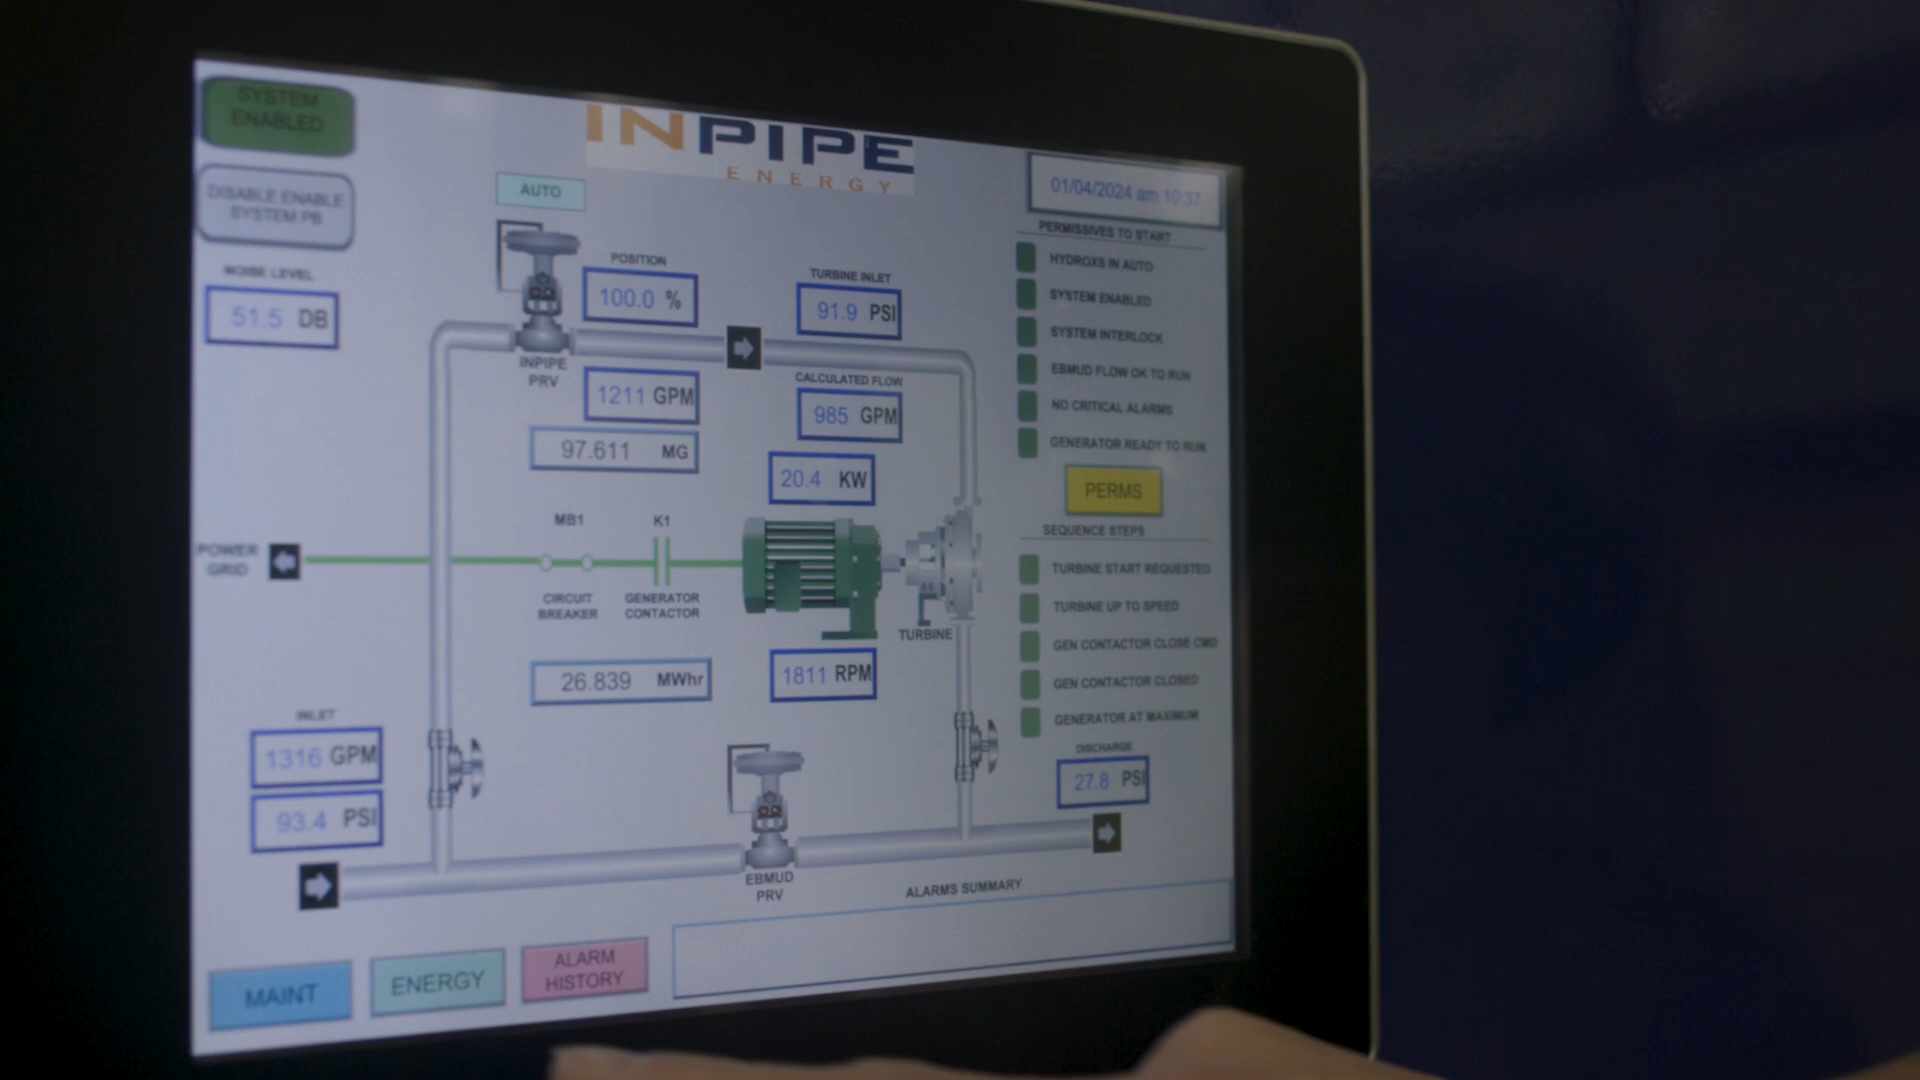 SYSTEM
ENABLED
INPIPE
ENERGY
DISABLE ENABLE
SYSTEM PB
AUTO
01/04/2024 am 10:37
NOISE LEVEL
51.5 DB
POSITION
100.0 %
TURBINE INLET
91.9 PSI
INPIPE
PRV
1211 GPM
97.611 MG
CALCULATED FLOW
985 GPM
20.4 KW
PERMISSIVES TO START
HYDROXS IN AUTO
SYSTEM ENABLED
SYSTEM INTERLOCK
EBMUD FLOW OK TO RUN
NO CRITICAL ALARMS
GENERATOR READY TO RUN
PERMS
POWER
GRID
MB1
K1
CIRCUIT
BREAKER
GENERATOR
CONTACTOR
TURBINE
26.839 MWhr
1811 RPM
SEQUENCE STEPS
TURBINE START REQUESTED
TURBINE UP TO SPEED
GEN CONTACTOR CLOSE CMD
GEN CONTACTOR CLOSED
GENERATOR AT MAXIMUM
INLET
1316 GPM
93.4 PSI
DISCHARGE
27.8 PSI
EBMUD
PRV
ALARMS SUMMARY
MAINT
ENERGY
ALARM
HISTORY